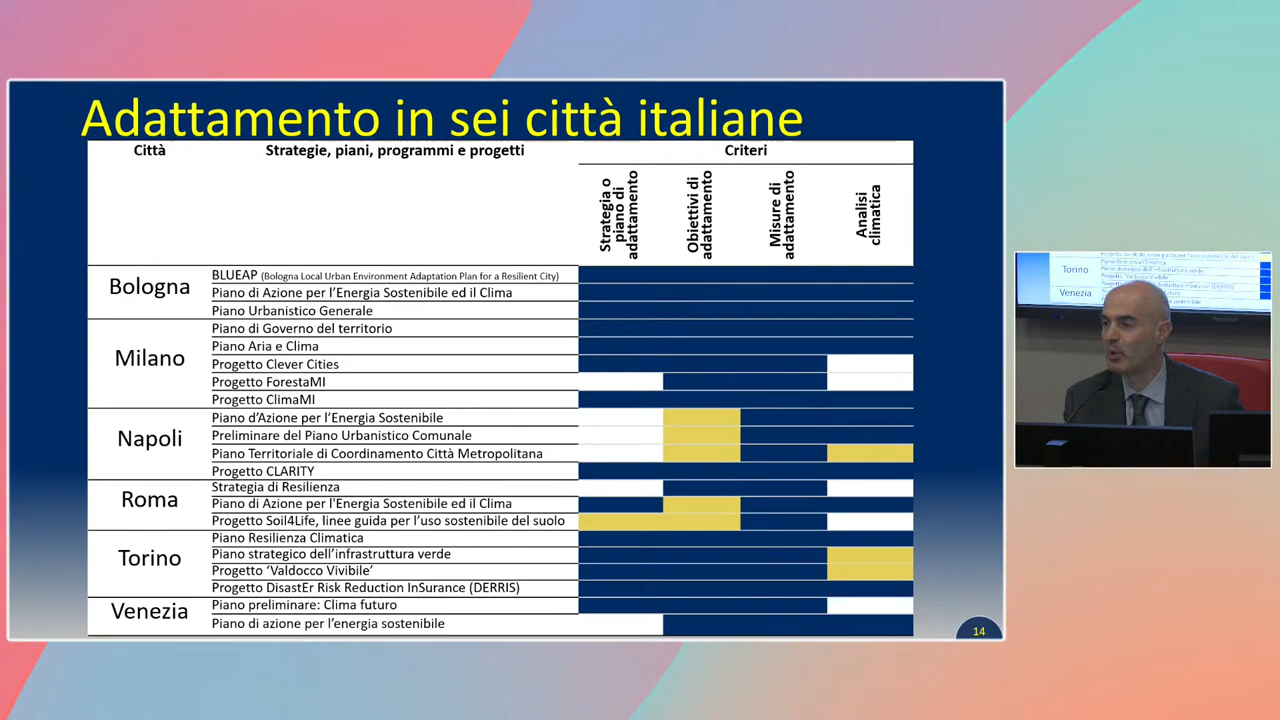 Adattamento in sei città italiane
Città Strategie, piani, programmi e progetti Criteri
Strategia o piano di adattamento
Obiettivi di adattamento
Misure di adattamento
Analisi climatica
Bologna
BLUEAP (Bologna Local Urban Environment Adaptation Plan for a Resilient City)
Piano di Azione per l’Energia Sostenibile ed il Clima
Piano Urbanistico Generale
Milano
Piano di Governo del territorio
Piano Aria e Clima
Progetto Clever Cities
Progetto ForestaMI
Progetto ClimaMI
Napoli
Piano d’Azione per l’Energia Sostenibile
Preliminare del Piano Urbanistico Comunale
Piano Territoriale di Coordinamento Città Metropolitana
Progetto CLARITY
Roma
Strategia di Resilienza
Piano di Azione per l'Energia Sostenibile ed il Clima
Progetto Soil4Life, linee guida per l’uso sostenibile del suolo
Torino
Piano Resilienza Climatica
Piano strategico dell’infrastruttura verde
Progetto ‘Valdocco Vivibile’
Progetto DisastEr Risk Reduction InSurance (DERRIS)
Venezia
Piano preliminare: Clima futuro
Piano di azione per l’energia sostenibile
14
Torino
Venezia